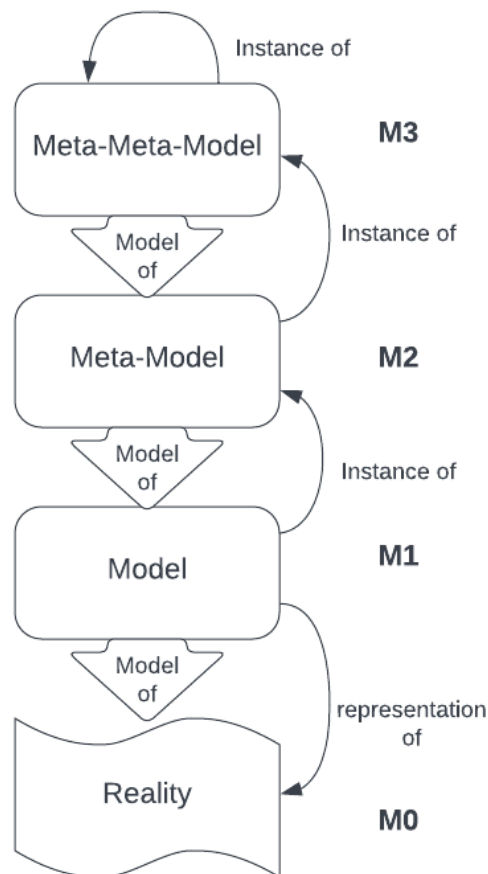 Instance of
Meta-Meta-Model
M3
Model
of
Instance of
Meta-Model
M2
Model
of
Instance of
Model
M1
Model
of
representation
of
Reality
M0